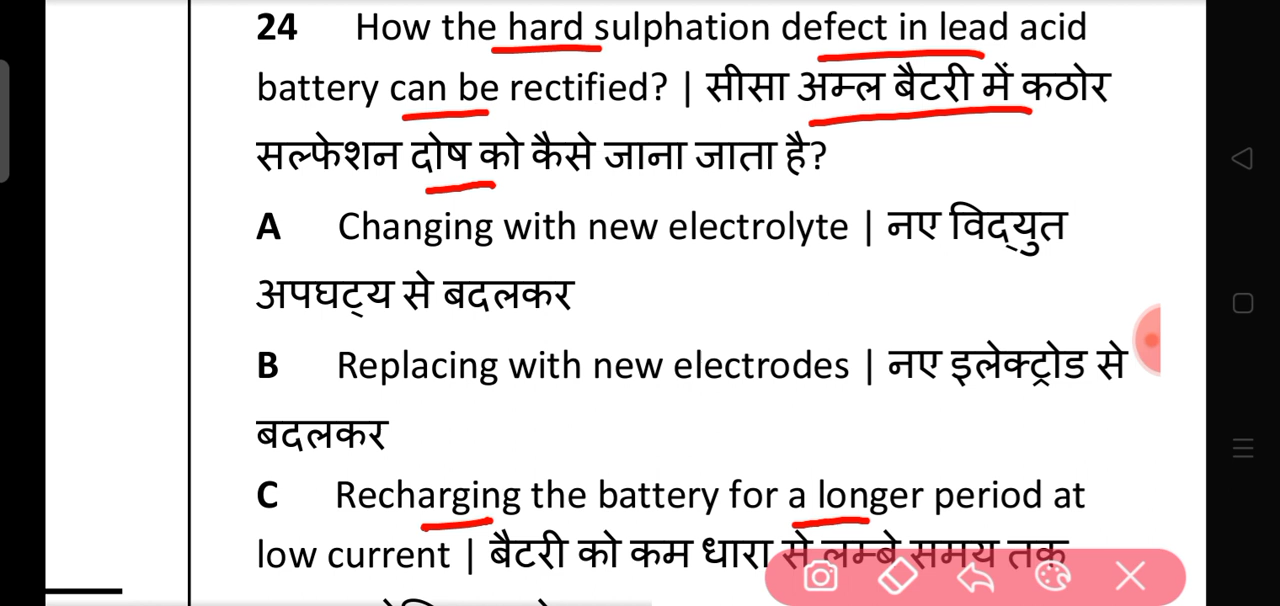 24 How the hard sulphation defect in lead acid
battery can be rectified? | सीसा अम्ल बैटरी में कठोर
सल्फेशन दोष को कैसे जाना जाता है?
A Changing with new electrolyte | नए विद्युत
अपघट्य से बदलकर
B Replacing with new electrodes | नए इलेक्ट्रोड से
बदलकर
C Recharging the battery for a longer period at
low current | बैटरी को कम धारा से लम्बे समय तक